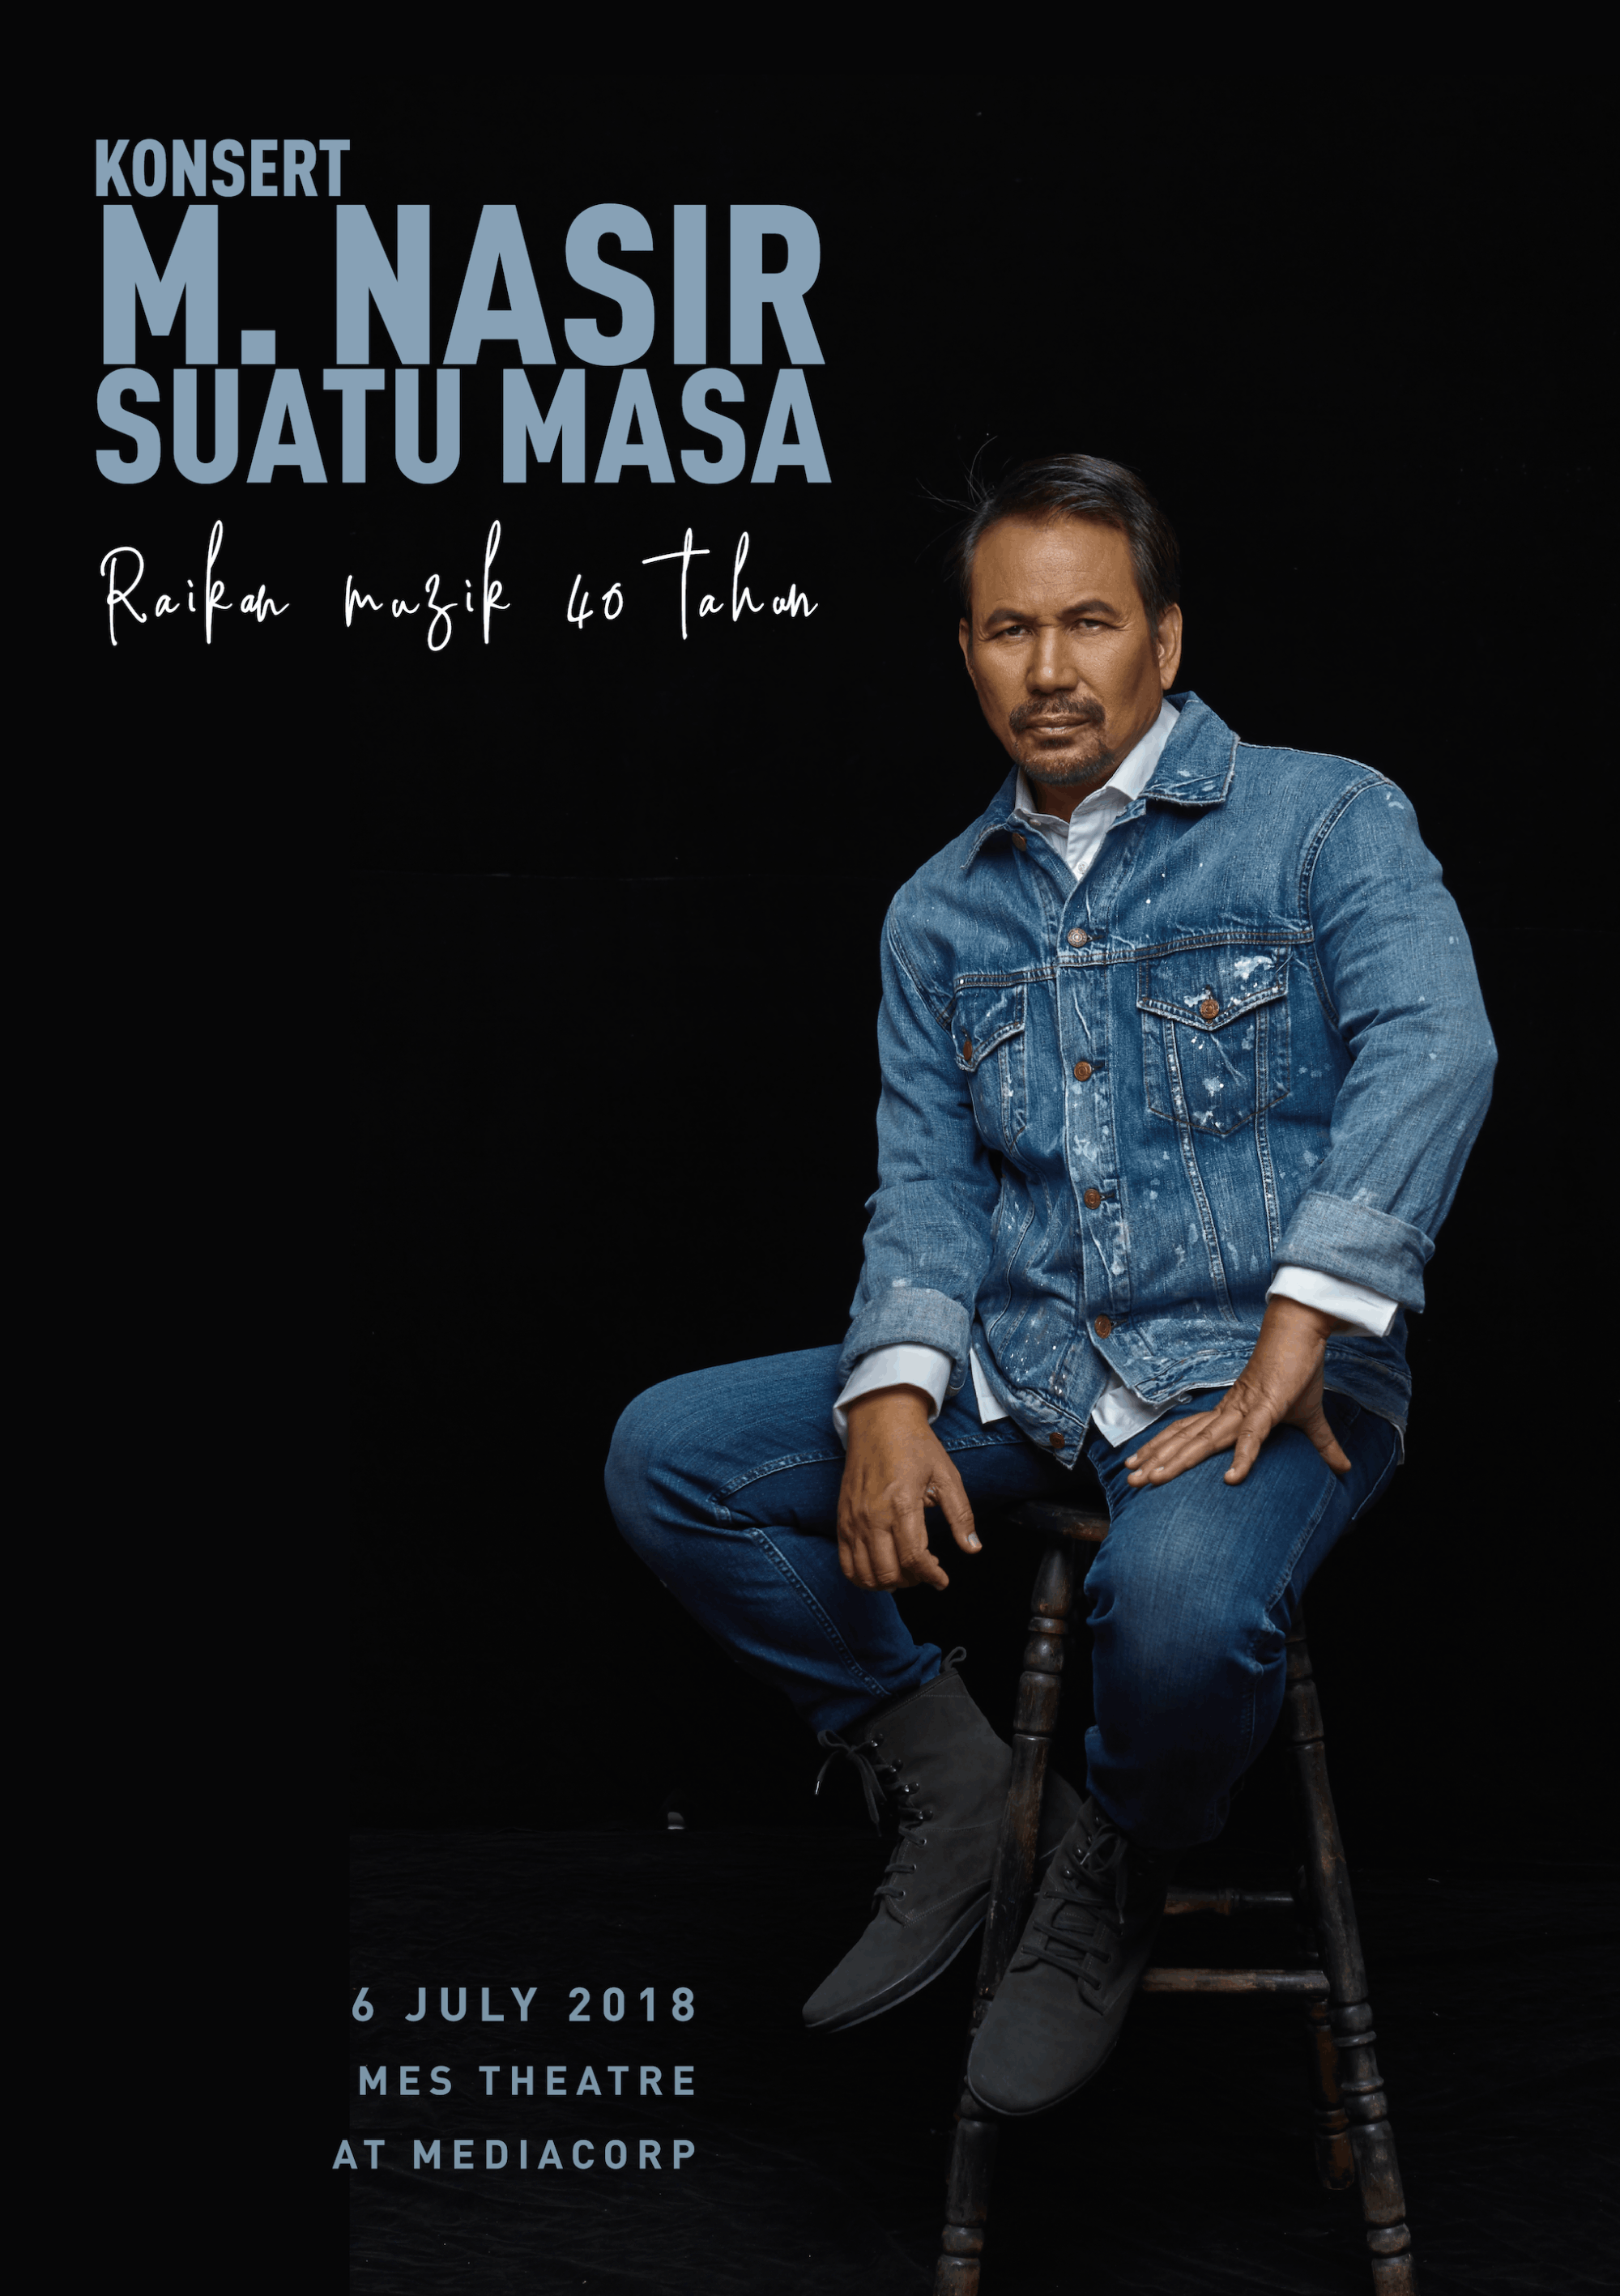 KONSERT
M. NASIR
SUATU MASA
Raikan muzik 40 Tahun
6 JULY 2018
MES THEATRE
AT MEDIACORP